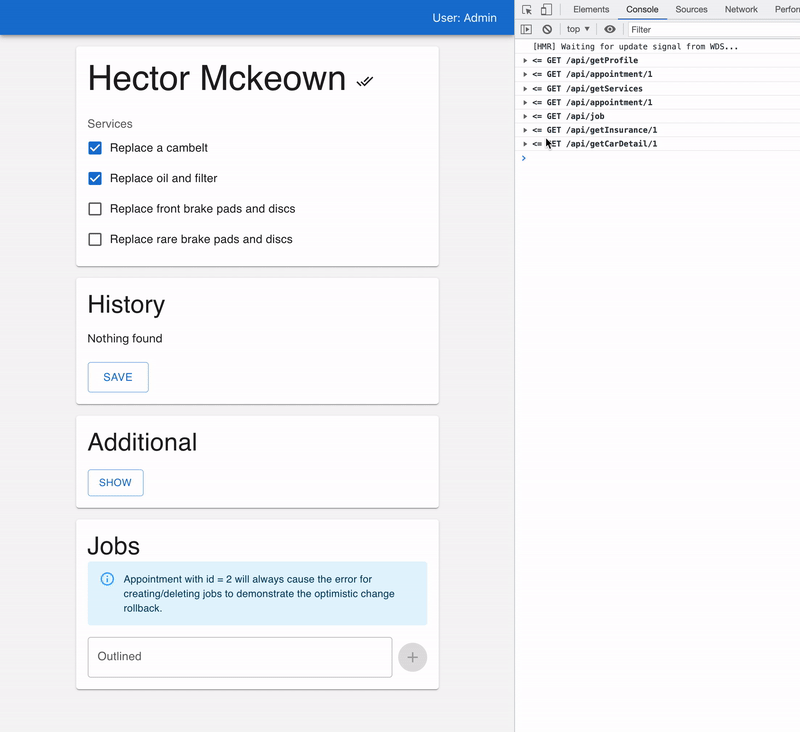 User: Admin
Hector Mckeown
Services
Replace a cambelt
Replace oil and filter
Replace front brake pads and discs
Replace rare brake pads and discs
History
Nothing found
SAVE
Additional
SHOW
Jobs
Appointment with id = 2 will always cause the error for
creating/deleting jobs to demonstrate the optimistic change
rollback.
Outlined
Elements Console Sources Network Perfor
top Filter
[HMR] Waiting for update signal from WDS...
<= GET /api/getProfile
<= GET /api/appointment/1
<= GET /api/getServices
<= GET /api/appointment/1
<= GET /api/job
<= GET /api/getInsurance/1
<= GET /api/getCarDetail/1